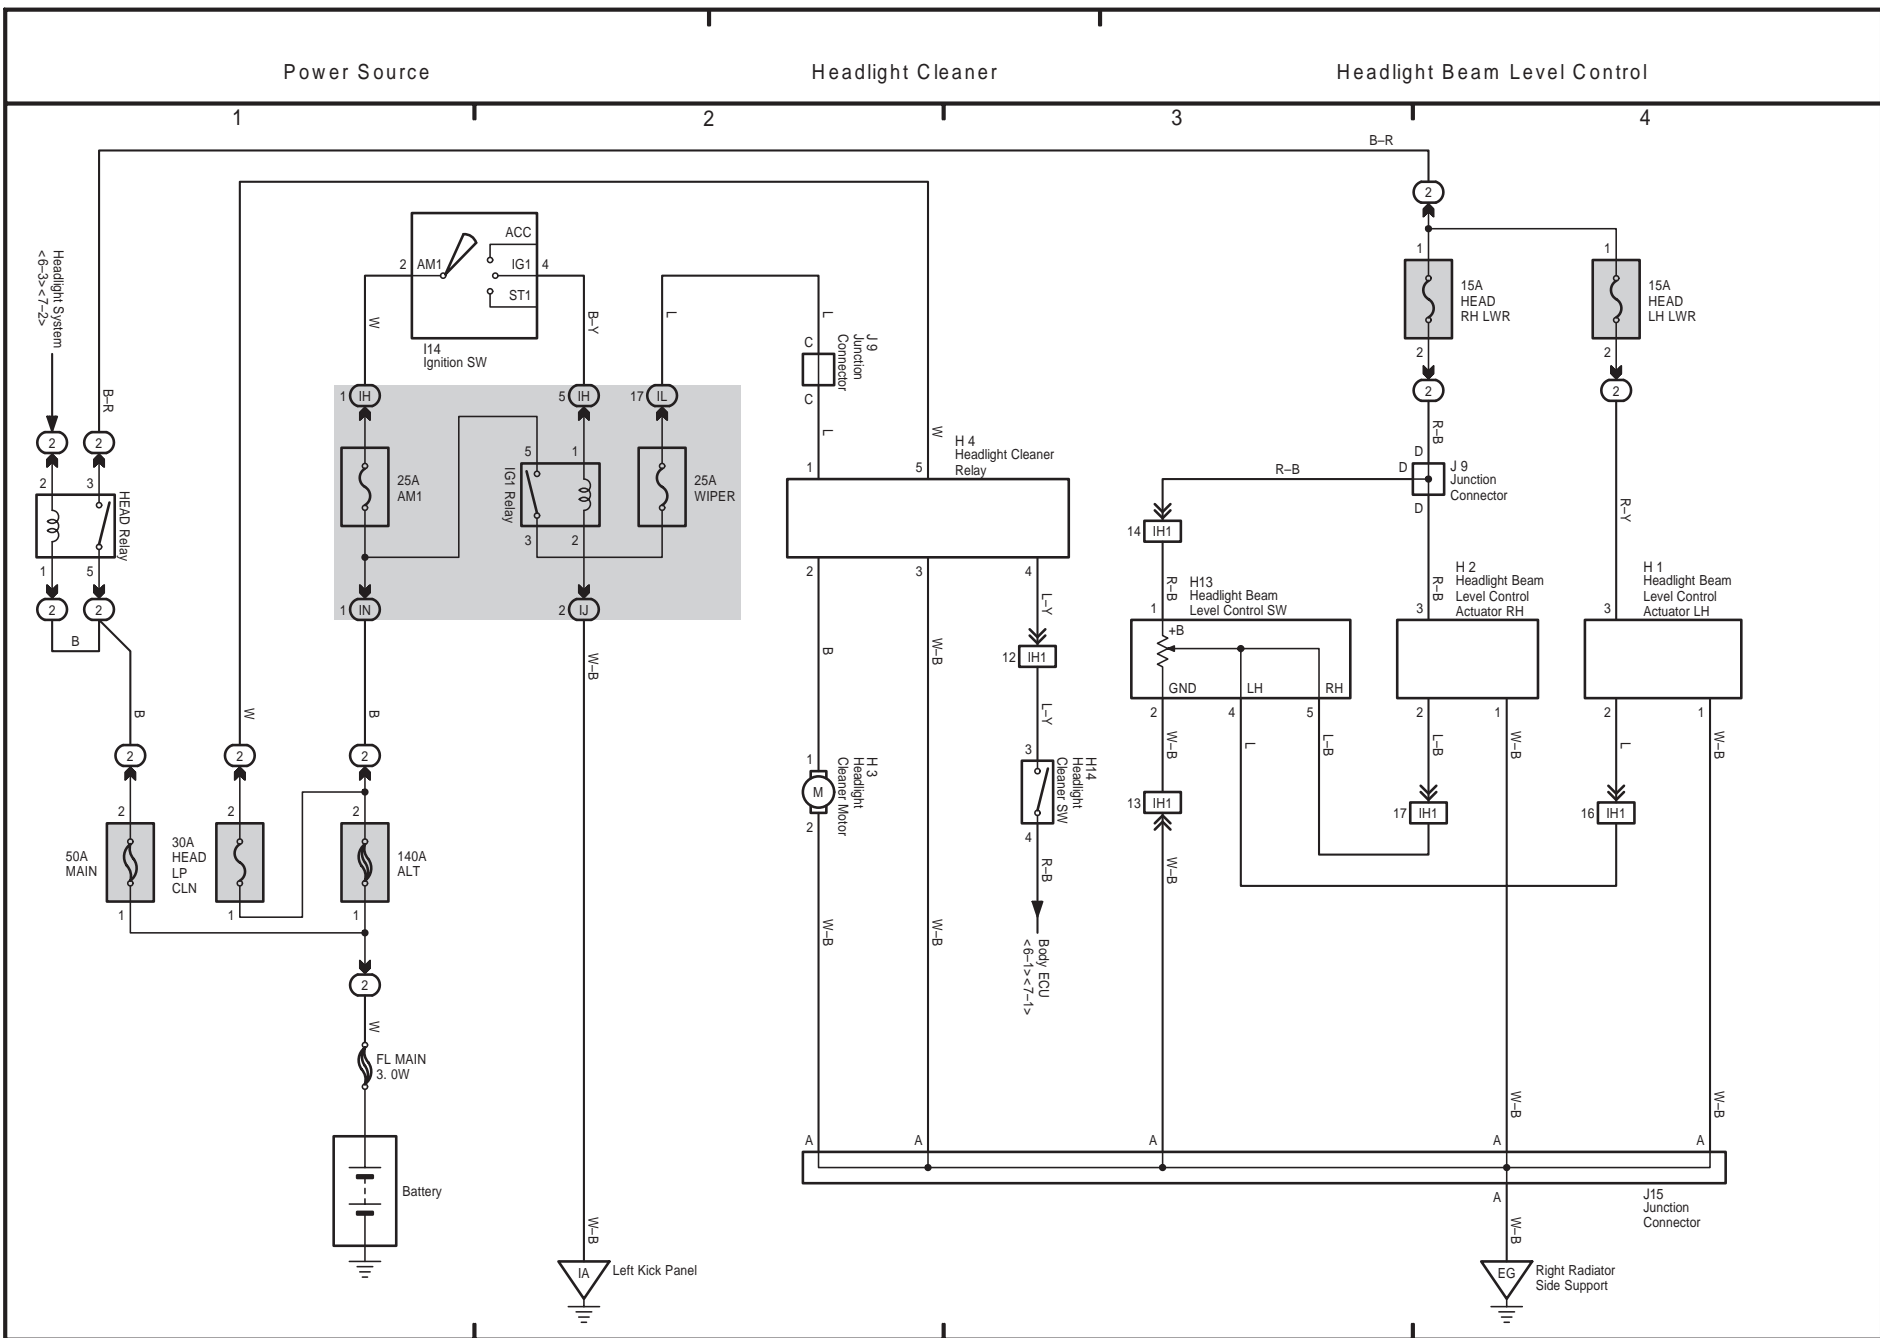 Power Source
Headlight Cleaner
Headlight Beam Level Control
1
2
3
4
B–R
2
Headlight System
<6–3><7–2>
B–R
2
2
2
3
HEAD Relay
1
5
2
2
B
B
W
B
2
2
2
2
2
2
50A
MAIN
30A
HEAD
LP
CLN
140A
ALT
1
1
1
2
W
FL MAIN
3. 0W
Battery
2
AM1
ACC
IG1
4
ST1
I14
Ignition SW
W
B–Y
L
1
IH
5
IH
17
IL
25A
AM1
5
1
IG1 Relay
3
2
25A
WIPER
1
IN
2
IJ
W–B
W–B
IA
Left Kick Panel
L
C
J 9
Junction
Connector
C
L
W
1
5
H 4
Headlight Cleaner
Relay
2
3
4
B
W–B
L–Y
12
IH1
L–Y
1
M
H 3
Headlight
Cleaner Motor
2
3
H14
Headlight
Cleaner SW
4
R–B
Body ECU
<6–1><7–1>
W–B
W–B
1
15A
HEAD
RH LWR
2
2
1
15A
HEAD
LH LWR
2
2
R–B
D
D
J 9
Junction
Connector
D
R–B
R–Y
14
IH1
R–B
1
H13
Headlight Beam
Level Control SW
+B
GND
LH
RH
2
4
5
R–B
3
H 2
Headlight Beam
Level Control
Actuator RH
2
1
3
H 1
Headlight Beam
Level Control
Actuator LH
2
1
W–B
L
L–B
L–B
W–B
L
W–B
13
IH1
17
IH1
16
IH1
W–B
W–B
W–B
A
A
A
A
A
A
J15
Junction
Connector
W–B
EG
Right Radiator
Side Support